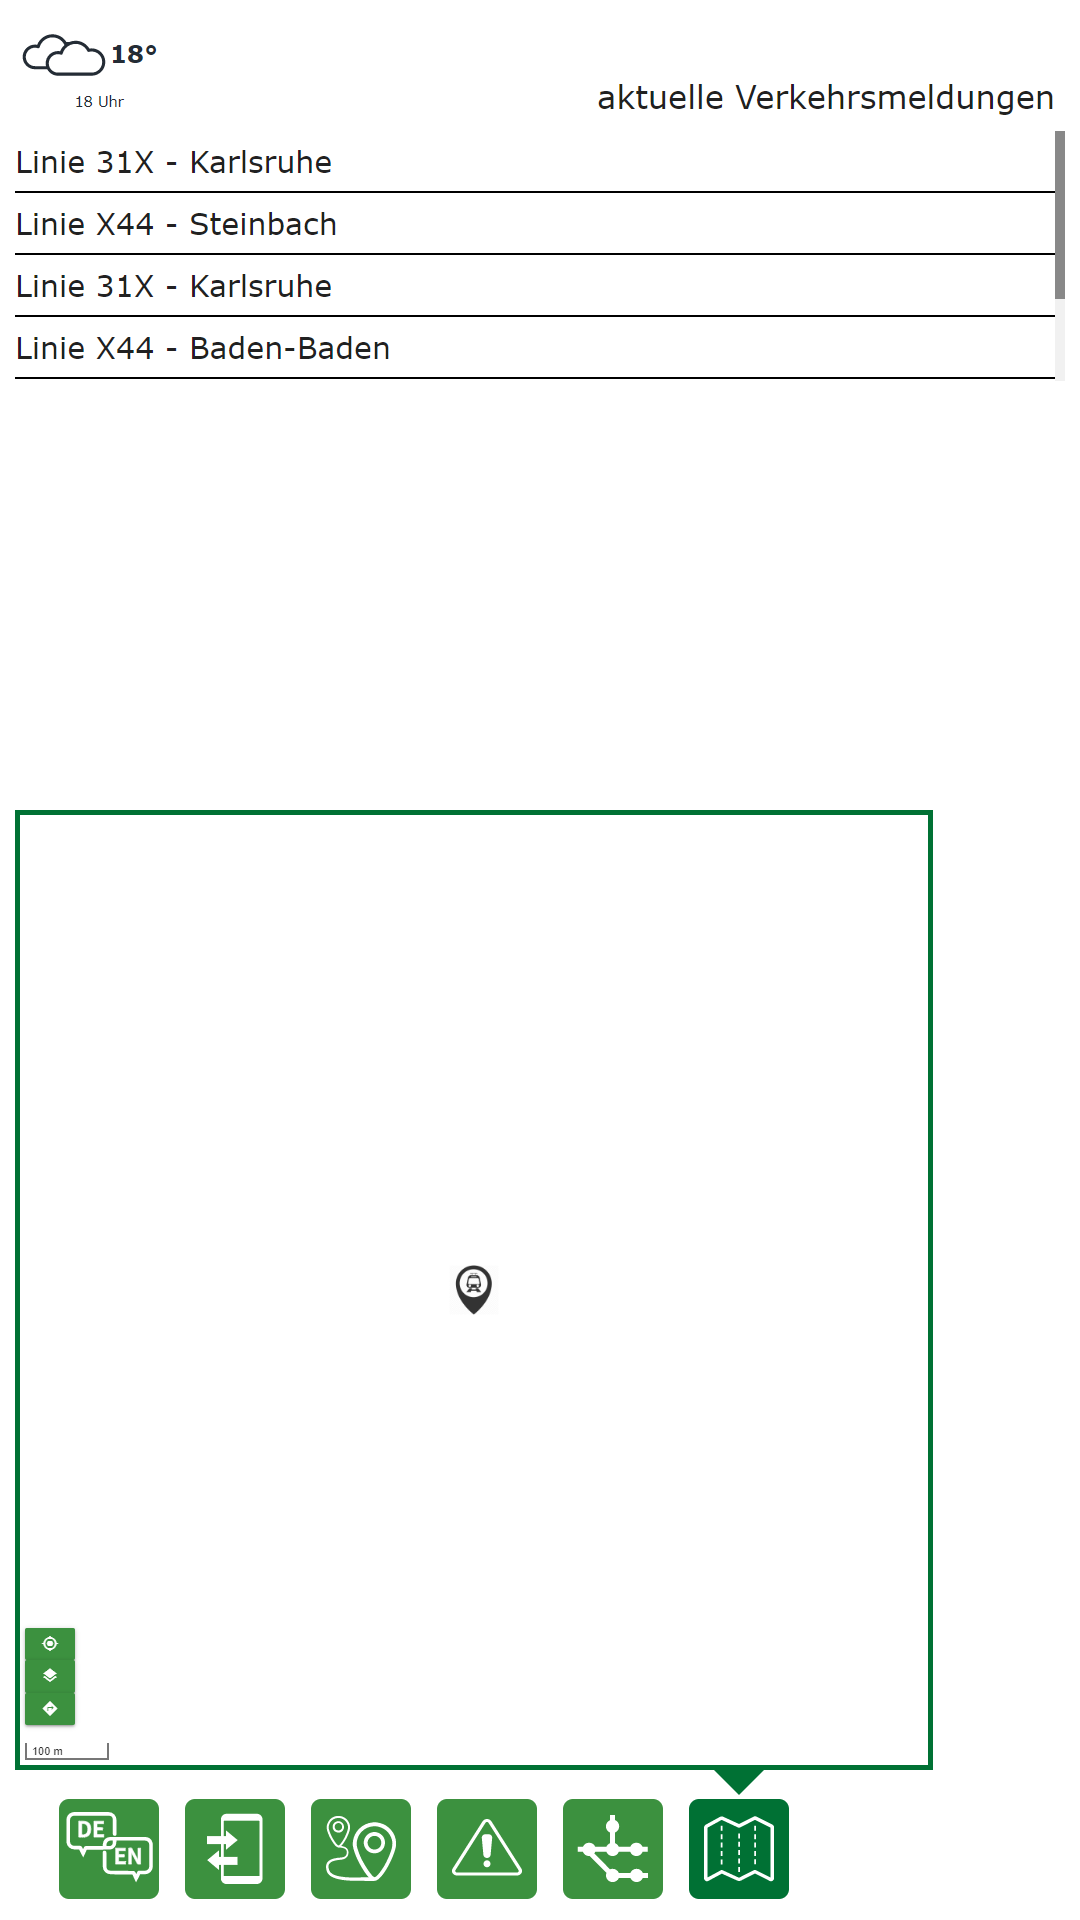 18°
18 Uhr
aktuelle Verkehrsmeldungen
Linie 31X - Karlsruhe
Linie X44 - Steinbach
Linie 31X - Karlsruhe
Linie X44 - Baden-Baden
100 m
DE
EN